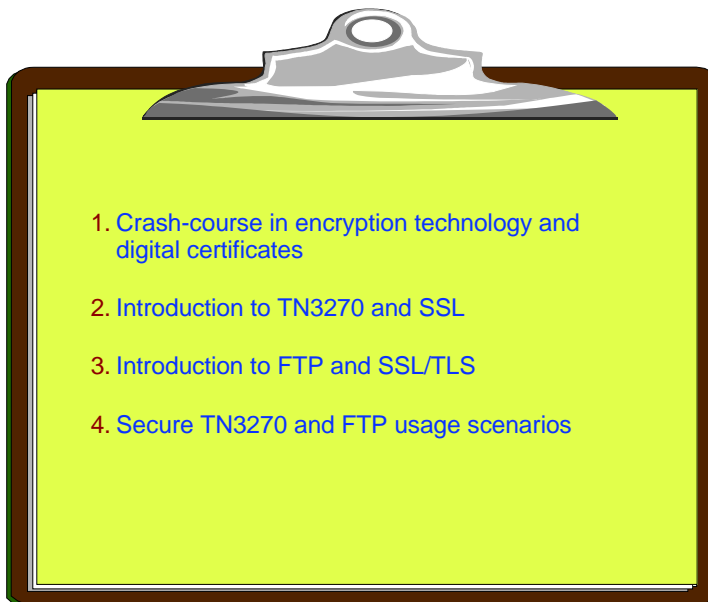 1. Crash-course in encryption technology and
digital certificates
2. Introduction to TN3270 and SSL
3. Introduction to FTP and SSL/TLS
4. Secure TN3270 and FTP usage scenarios